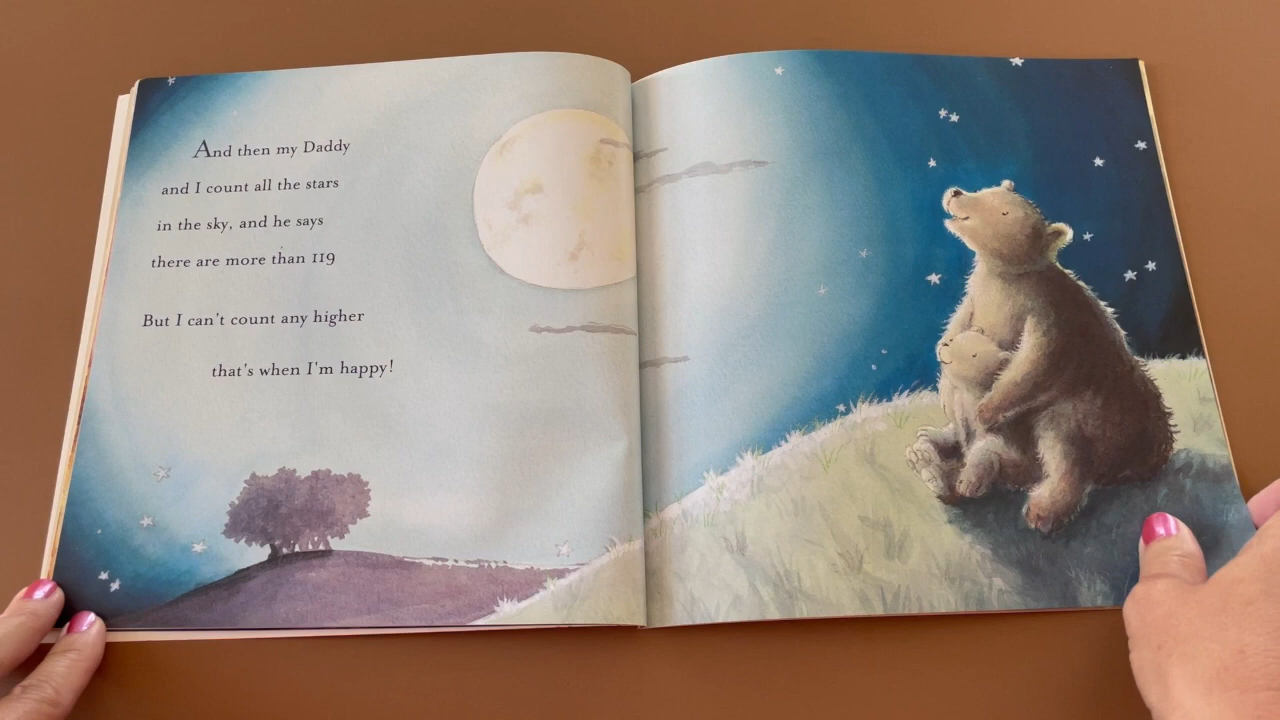 And then my Daddy
and I count all the stars
in the sky, and he says
there are more than 119
But I can't count any higher
that's when I'm happy!